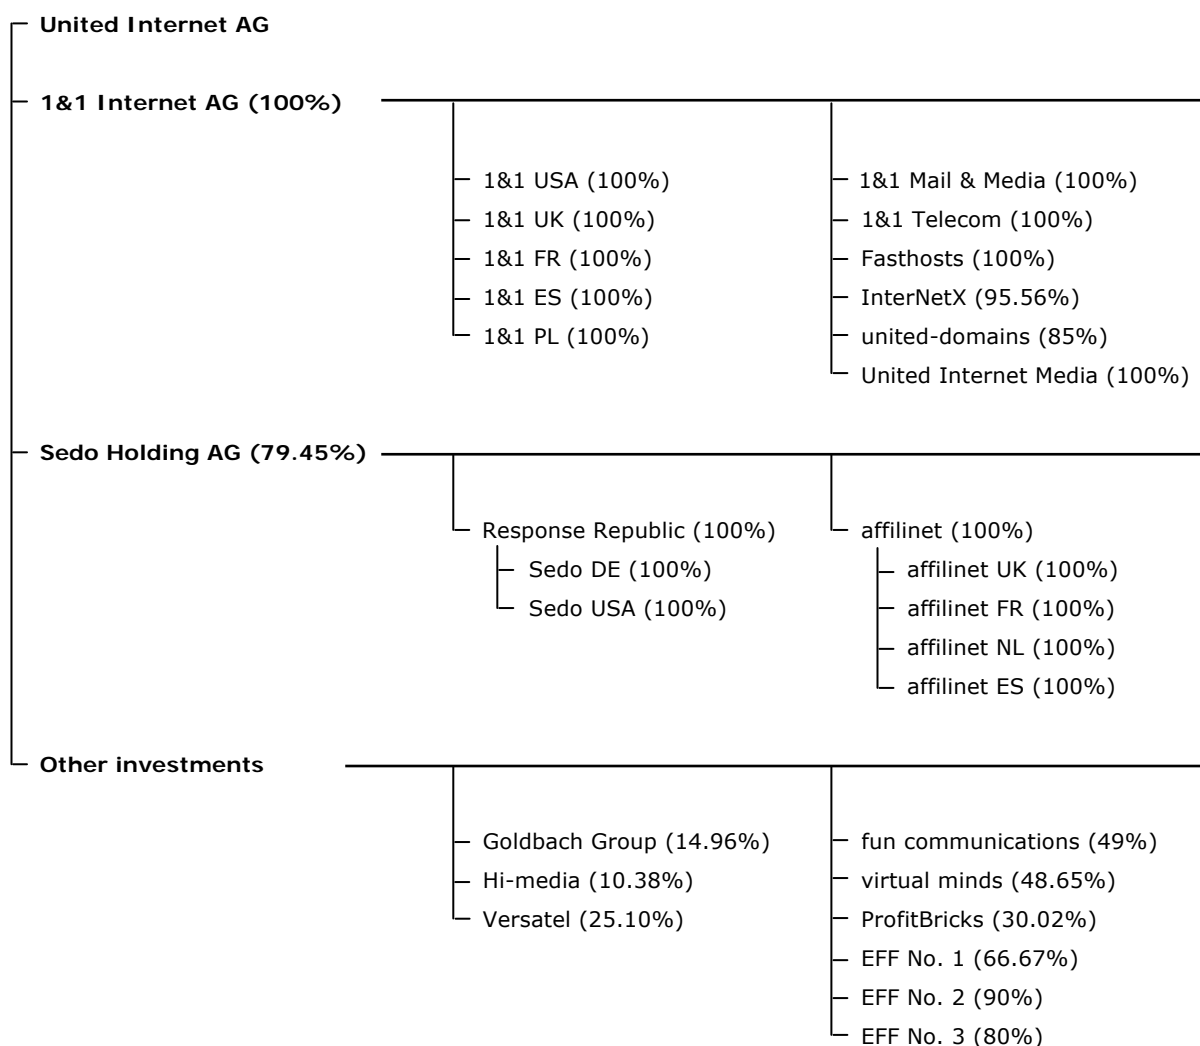 United Internet AG
1&1 Internet AG (100%)
1&1 USA (100%)
1&1 UK (100%)
1&1 FR (100%)
1&1 ES (100%)
1&1 PL (100%)
1&1 Mail & Media (100%)
1&1 Telecom (100%)
Fasthosts (100%)
InterNetX (95.56%)
united-domains (85%)
United Internet Media (100%)
Sedo Holding AG (79.45%)
Response Republic (100%)
Sedo DE (100%)
Sedo USA (100%)
affilinet (100%)
affilinet UK (100%)
affilinet FR (100%)
affilinet NL (100%)
affilinet ES (100%)
Other investments
Goldbach Group (14.96%)
Hi-media (10.38%)
Versatel (25.10%)
fun communications (49%)
virtual minds (48.65%)
ProfitBricks (30.02%)
EFF No. 1 (66.67%)
EFF No. 2 (90%)
EFF No. 3 (80%)